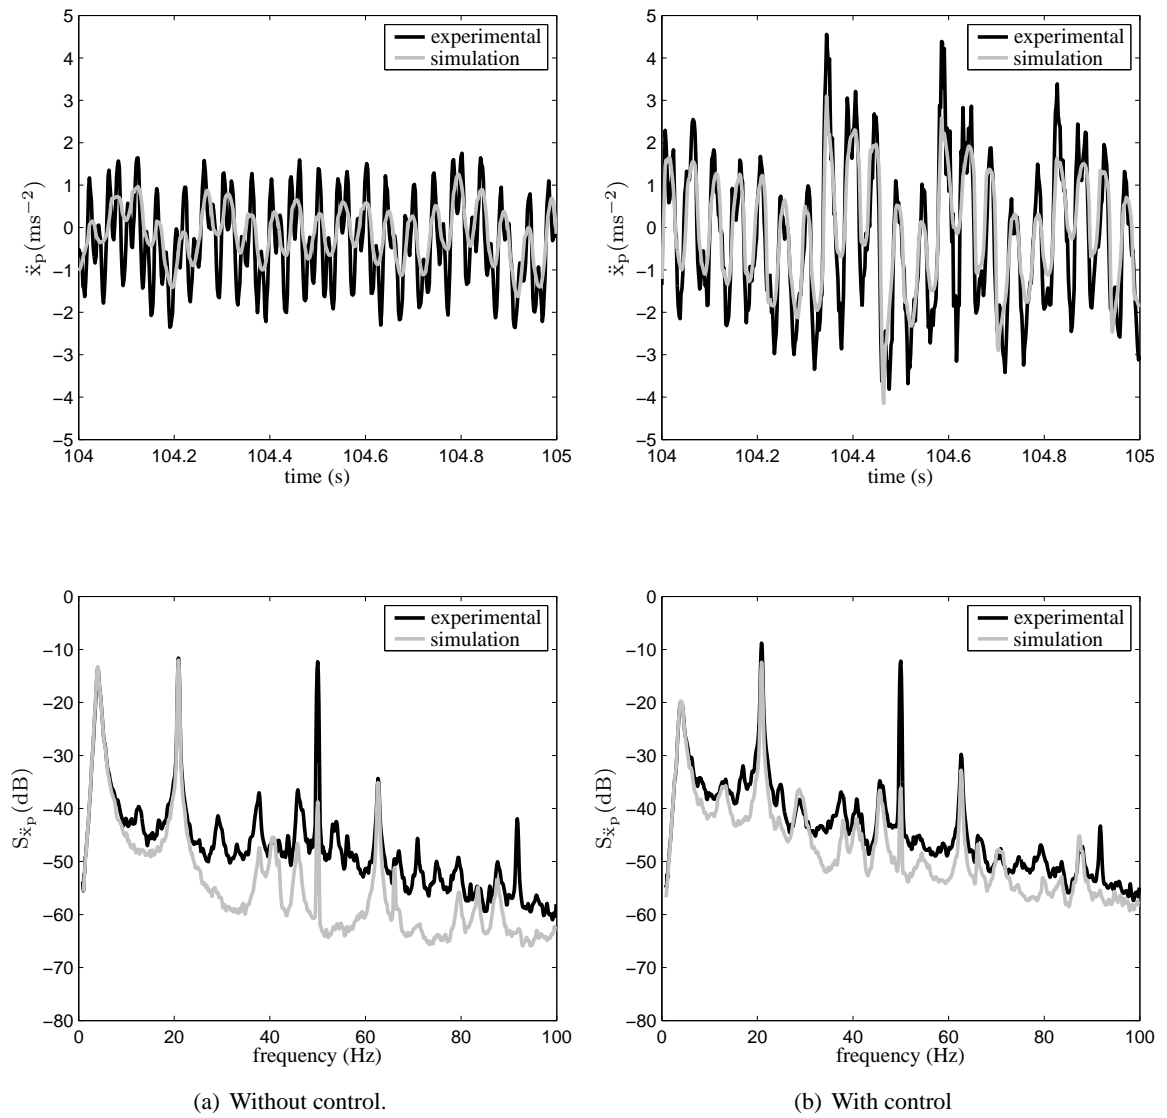 5
4
3
2
1
0
−1
−2
−3
−4
−5
104 104.2 104.4 104.6 104.8 105
time (s)
ẍp(ms−2)
experimental
simulation
5
4
3
2
1
0
−1
−2
−3
−4
−5
104 104.2 104.4 104.6 104.8 105
time (s)
ẍp(ms−2)
experimental
simulation
0
−10
−20
−30
−40
−50
−60
−70
−80
0 20 40 60 80 100
frequency (Hz)
Sẍp(dB)
experimental
simulation
(a) Without control.
0
−10
−20
−30
−40
−50
−60
−70
−80
0 20 40 60 80 100
frequency (Hz)
Sẍp(dB)
experimental
simulation
(b) With control